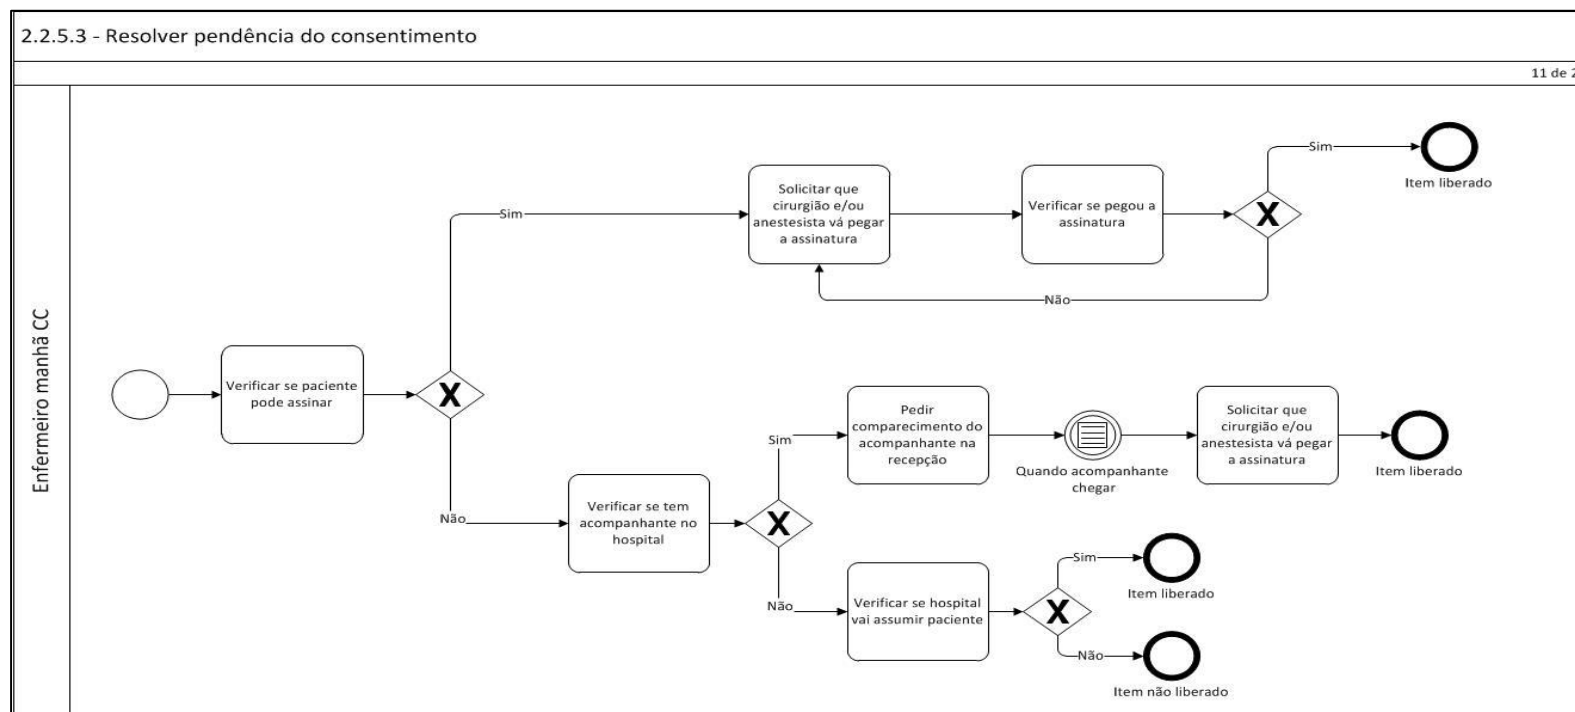 2.2.5.3 - Resolver pendência do consentimento
11 de 2
Enfermeiro manhã CC
Verificar se paciente
pode assinar
X
Sim
Não
Solicitar que
cirurgião e/ou
anestesista vá pegar
a assinatura
Verificar se pegou a
assinatura
X
Sim
Item liberado
Não
Verificar se tem
acompanhante no
hospital
X
Sim
Pedir
comparecimento do
acompanhante na
recepção
Quando acompanhante
chegar
Solicitar que
cirurgião e/ou
anestesista vá pegar
a assinatura
Item liberado
Não
Verificar se hospital
vai assumir paciente
X
Sim
Item liberado
Não
Item não liberado